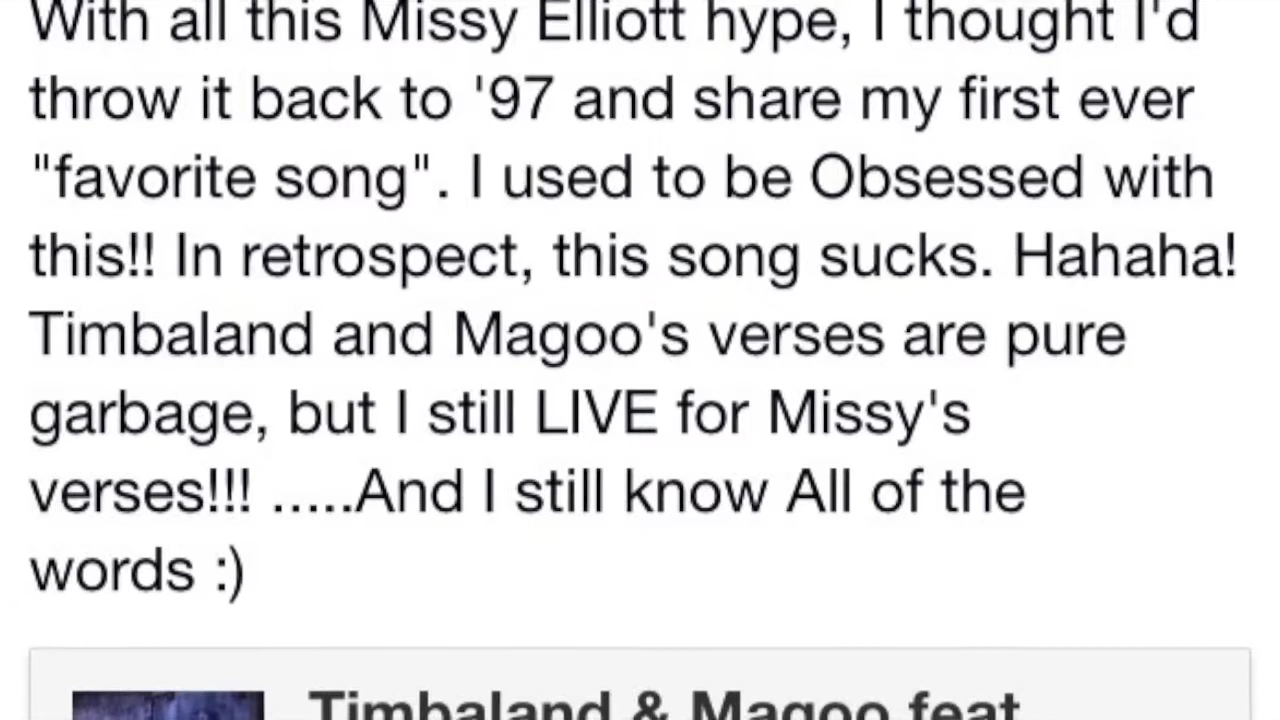 With all this Missy Elliott hype, I thought I'd
throw it back to '97 and share my first ever
"favorite song". I used to be Obsessed with
this!! In retrospect, this song sucks. Hahaha!
Timbaland and Magoo's verses are pure
garbage, but I still LIVE for Missy's
verses!!! .....And I still know All of the
words :)
Timbaland & Magoo feat